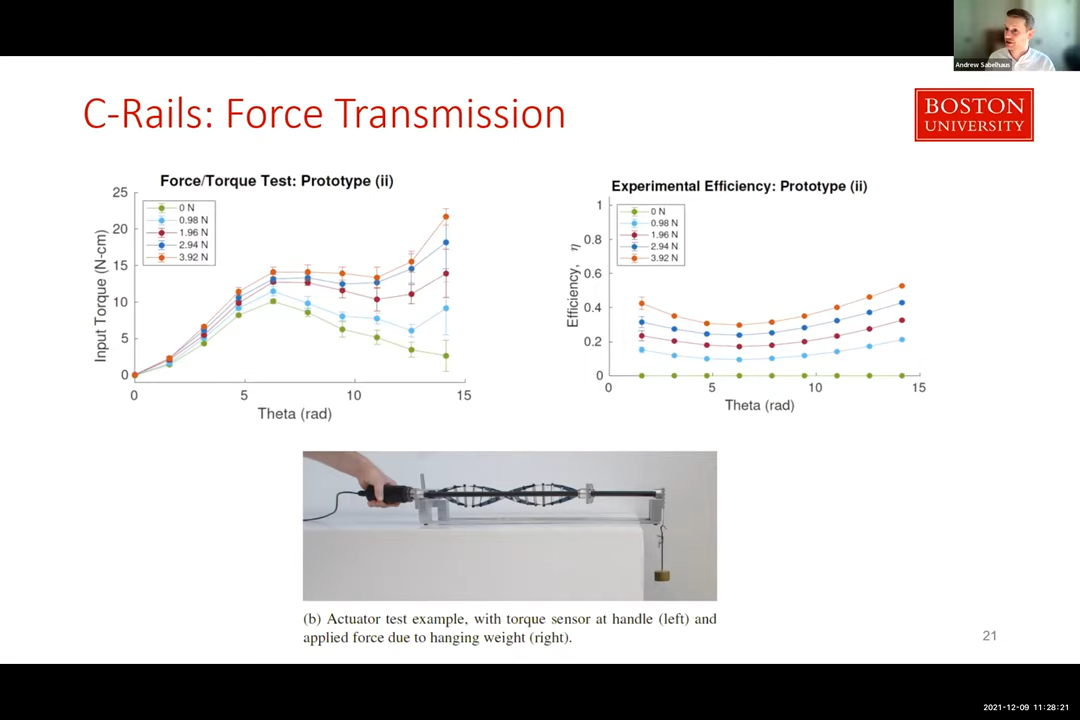 Andrew Sabelhaus
C-Rails: Force Transmission
BOSTON
UNIVERSITY
Force/Torque Test: Prototype (ii)
25
20
15
10
5
0
Input Torque (N-cm)
0 N
0.98 N
1.96 N
2.94 N
3.92 N
0
5
10
15
Theta (rad)
Experimental Efficiency: Prototype (ii)
1
0.8
0.6
0.4
0.2
0
Efficiency, η
0 N
0.98 N
1.96 N
2.94 N
3.92 N
0
5
10
15
Theta (rad)
(b) Actuator test example, with torque sensor at handle (left) and
applied force due to hanging weight (right).
21
2021-12-09 11:28:21